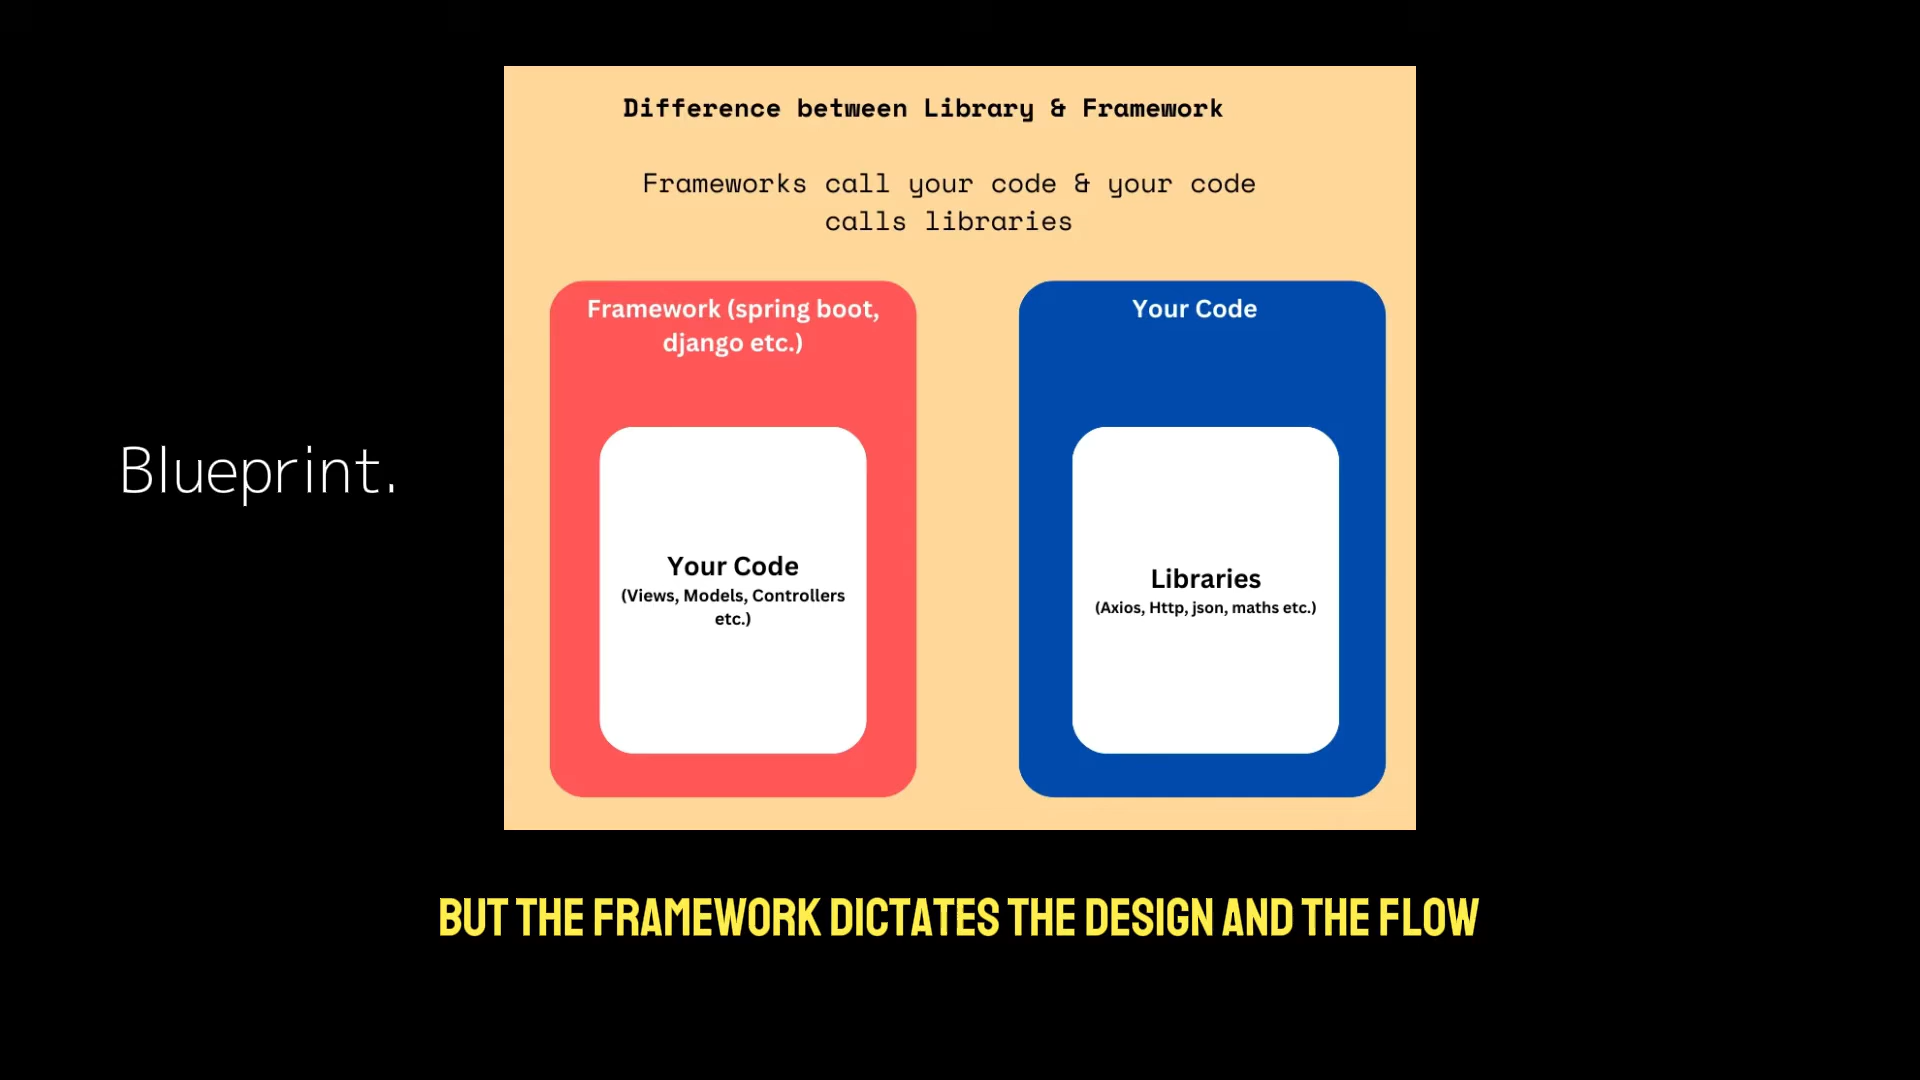 Difference between Library & Framework
Frameworks call your code & your code
calls libraries
Framework (spring boot,
django etc.)
Your Code
(Views, Models, Controllers
etc.)
Your Code
Libraries
(Axios, Http, json, maths etc.)
Blueprint.
BUT THE FRAMEWORK DICTATES THE DESIGN AND THE FLOW